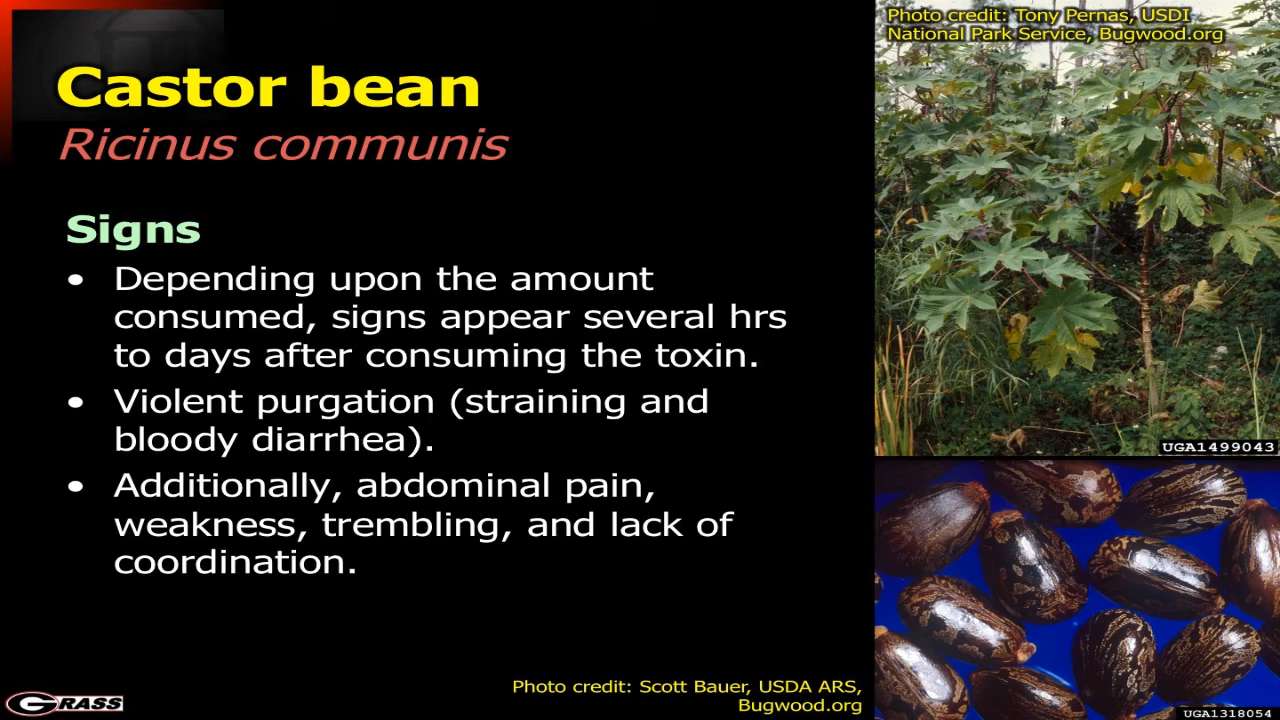 Castor bean
Ricinus communis
Signs
• Depending upon the amount
consumed, signs appear several hrs
to days after consuming the toxin.
• Violent purgation (straining and
bloody diarrhea).
• Additionally, abdominal pain,
weakness, trembling, and lack of
coordination.
Photo credit: Tony Pernas, USDI
National Park Service, Bugwood.org
UGA1499043
Photo credit: Scott Bauer, USDA ARS,
Bugwood.org
UGA1318054
GRASS